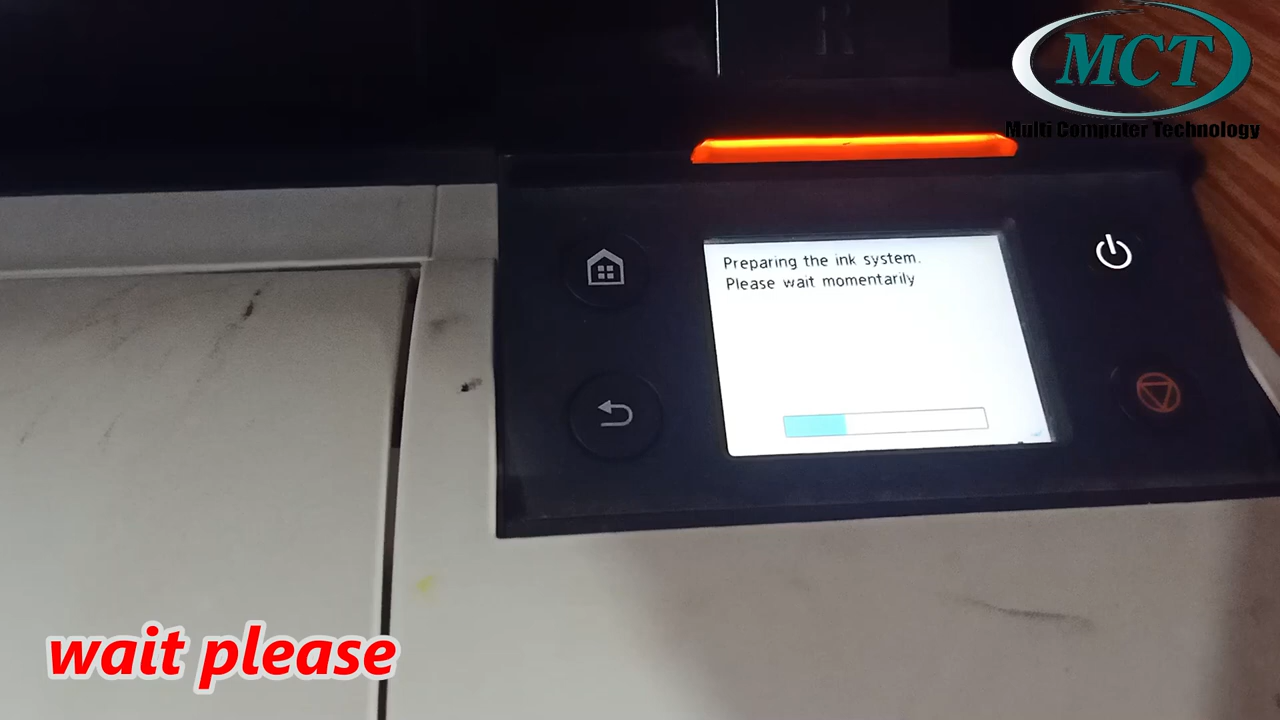 MCT
Multi Computer Technology
Preparing the ink system.
Please wait momentarily
wait please